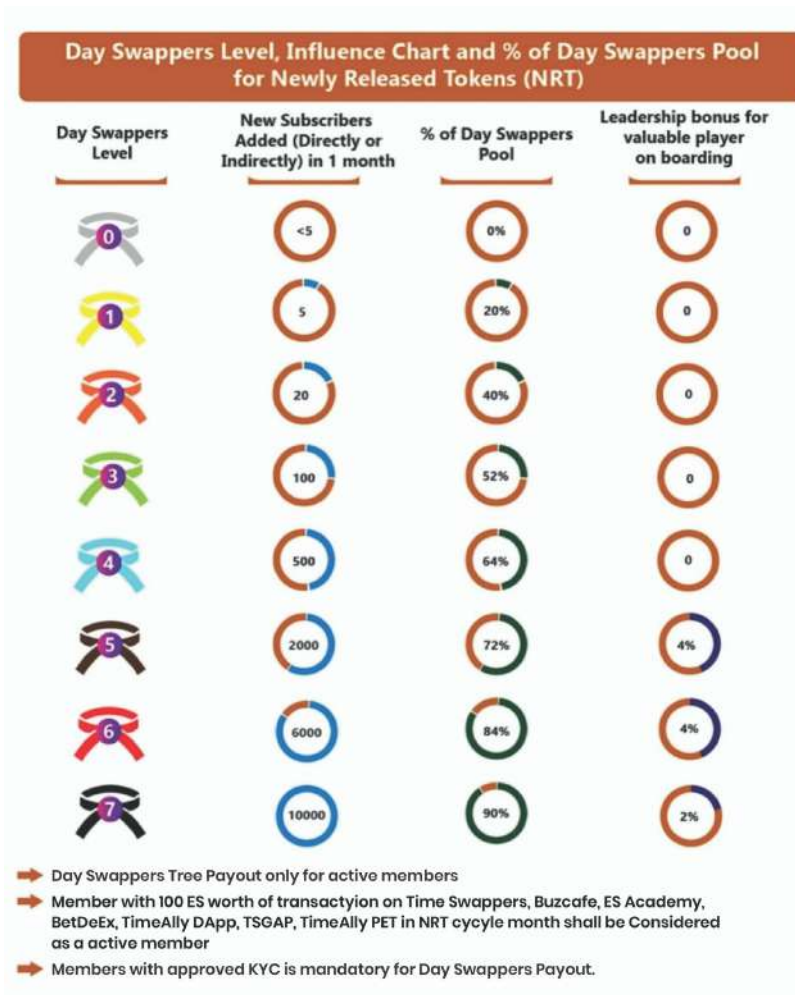 Day Swappers Level, Influence Chart and % of Day Swappers Pool
for Newly Released Tokens (NRT)
Day Swappers
Level
New Subscribers
Added (Directly or
Indirectly) in 1 month
% of Day Swappers
Pool
Leadership bonus for
valuable player
on boarding
0 <5 0% 0
1 5 20% 0
2 20 40% 0
3 100 52% 0
4 500 64% 0
5 2000 72% 4%
6 6000 84% 4%
7 10000 90% 2%
Day Swappers Tree Payout only for active members
Member with 100 ES worth of transactyion on Time Swappers, Buzcafe, ES Academy,
BetDeEx, TimeAlly DApp, TSGAP, TimeAlly PET in NRT cycyle month shall be Considered
as a active member
Members with approved KYC is mandatory for Day Swappers Payout.